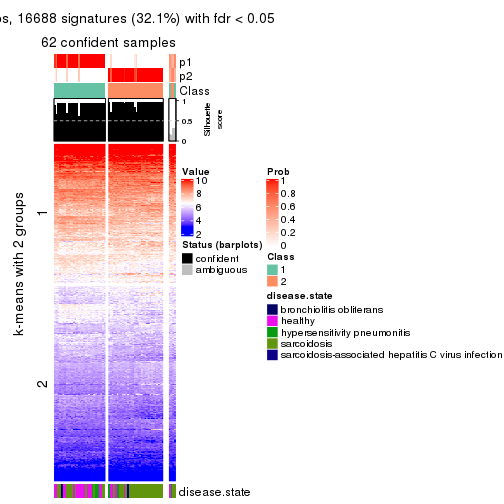 os, 16688 signatures (32.1%) with fdr < 0.05
62 confident samples
p1
p2
Class
1
0.5
0
Silhouette
score
k-means with 2 groups
1
2
Value
10
8
6
4
2
Status (barplots)
confident
ambiguous
Prob
1
0.8
0.6
0.4
0.2
0
Class
1
2
disease.state
bronchiolitis obliterans
healthy
hypersensitivity pneumonitis
sarcoidosis
sarcoidosis-associated hepatitis C virus infection
disease.state